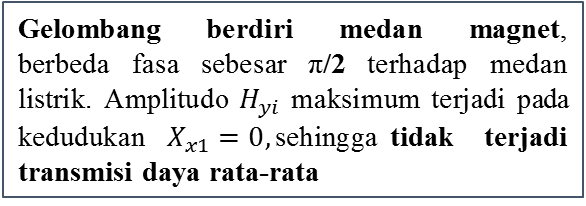 Gelombang berdiri medan magnet,
berbeda fasa sebesar π/2 terhadap medan
listrik. Amplitudo H_{yi} maksimum terjadi pada
kedudukan X_{x1} = 0, sehingga tidak terjadi
transmisi daya rata-rata